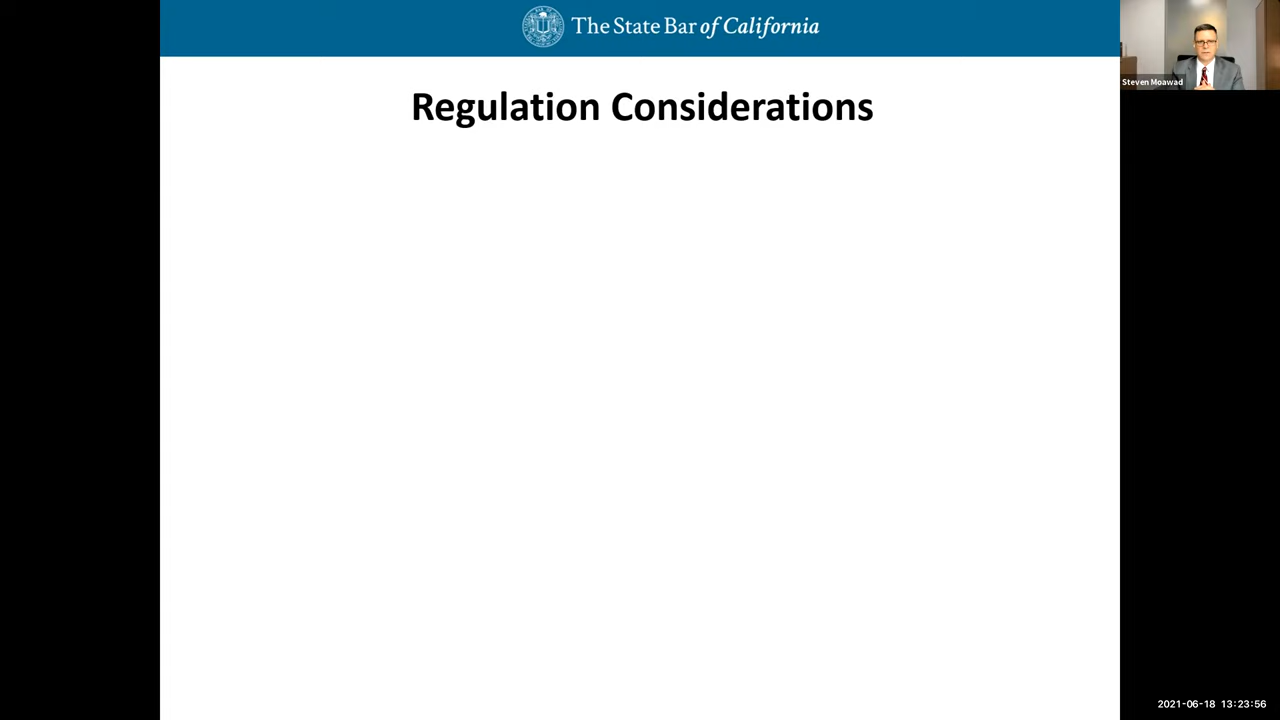 The State Bar of California
Steven Moawad
Regulation Considerations
2021-06-18 13:23:56